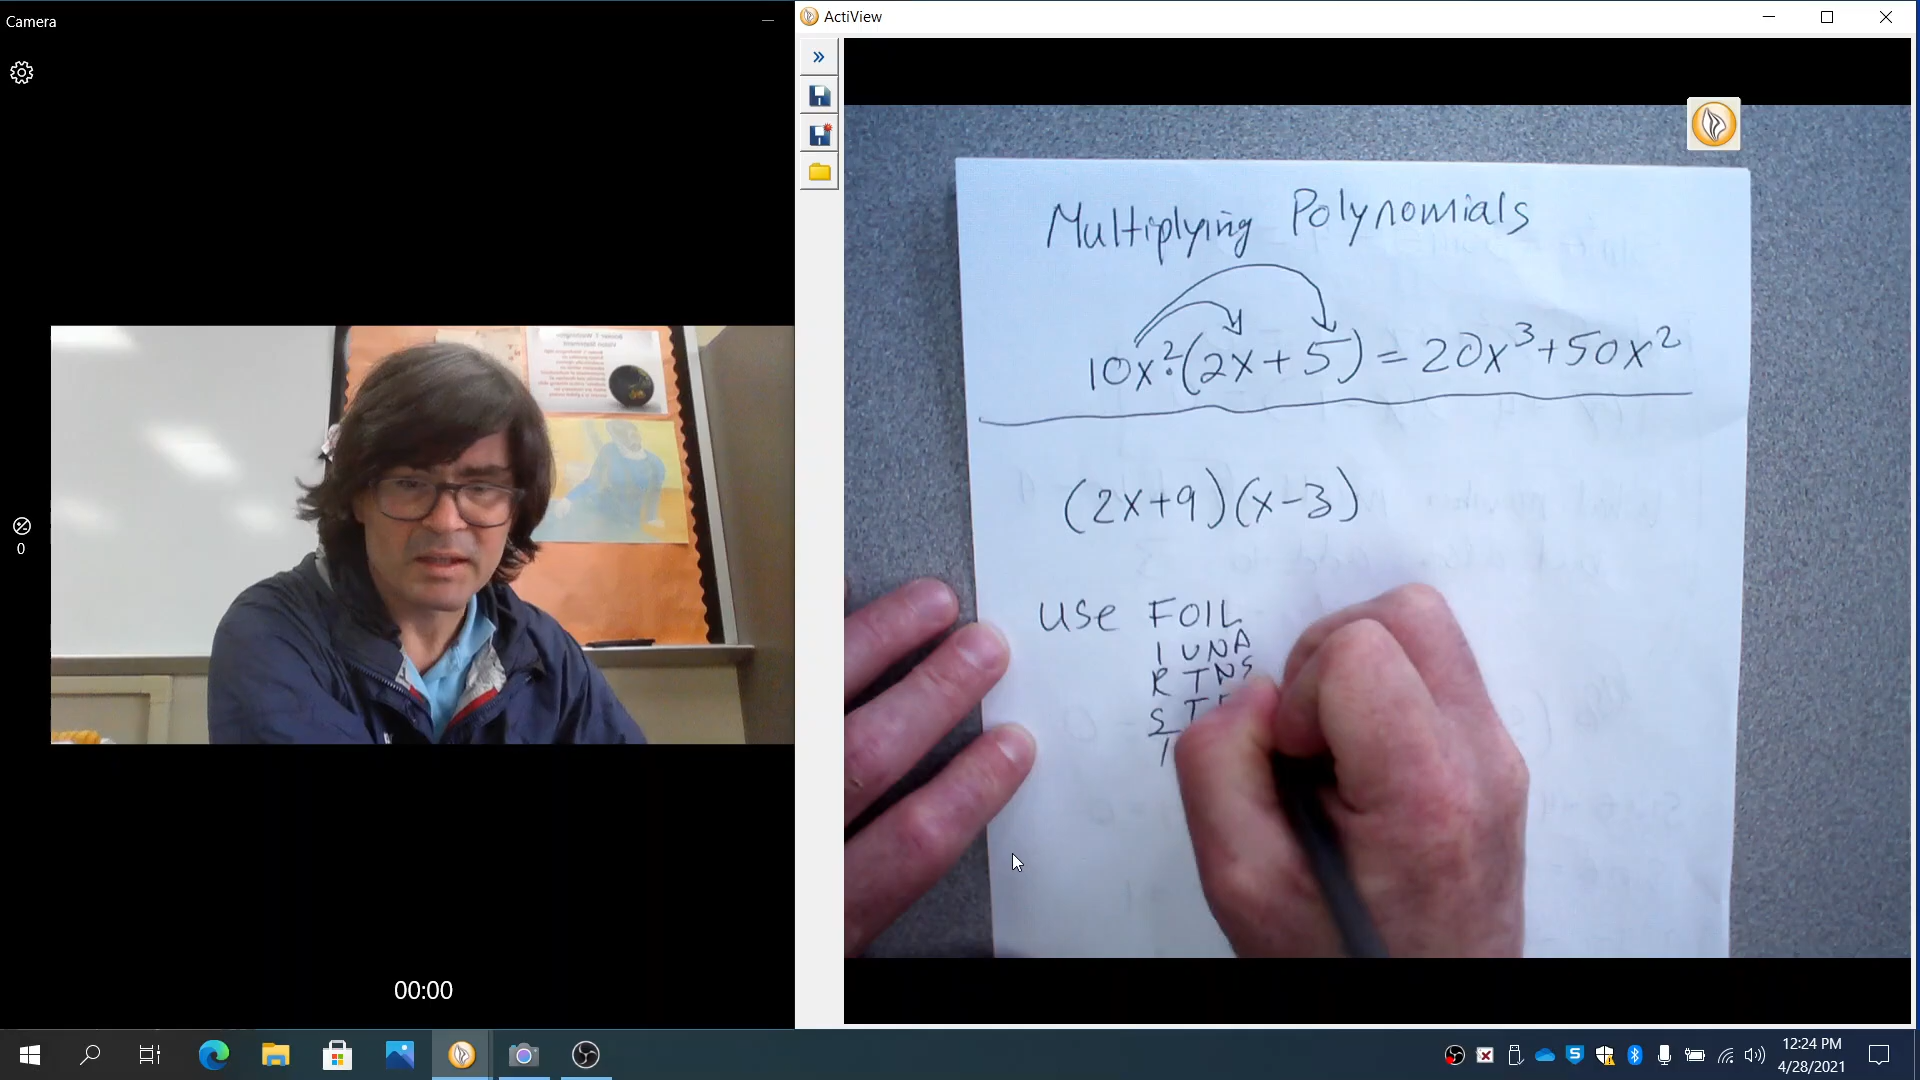 Camera
ActiView
»
Multiplying Polynomials
10x²·(2x+5) = 20x³+50x²
(2x+9)(x-3)
use FOIL
I U N A
R T N S
S T
T
0
00:00
12:24 PM
4/28/2021